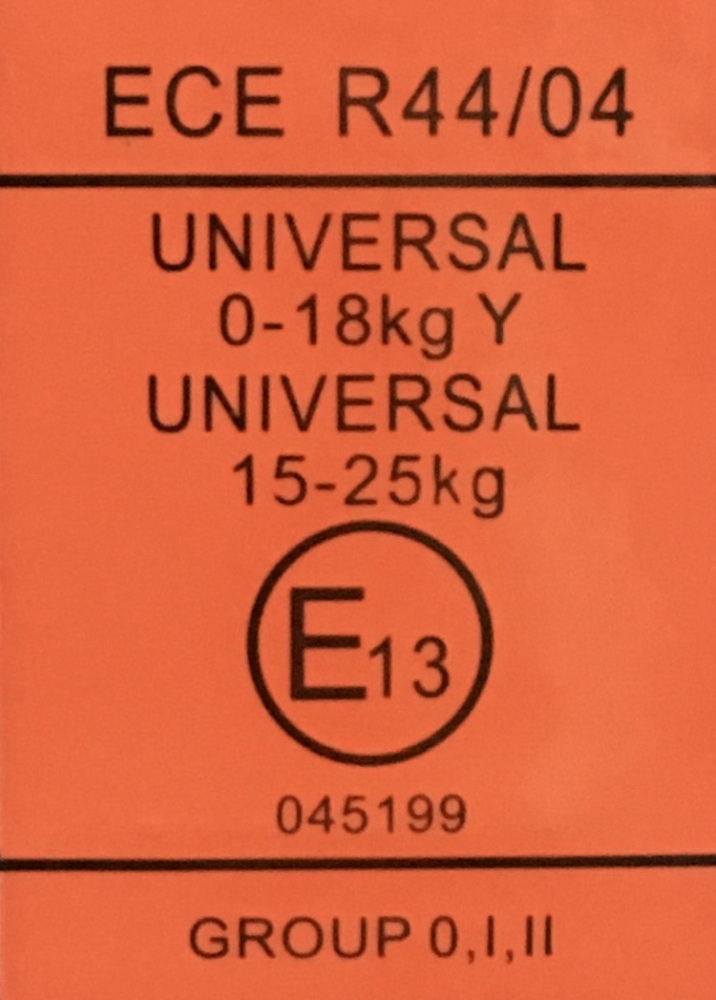 ECE R44/04
UNIVERSAL
0-18kg Y
UNIVERSAL
15-25kg
E13
045199
GROUP 0,I,II